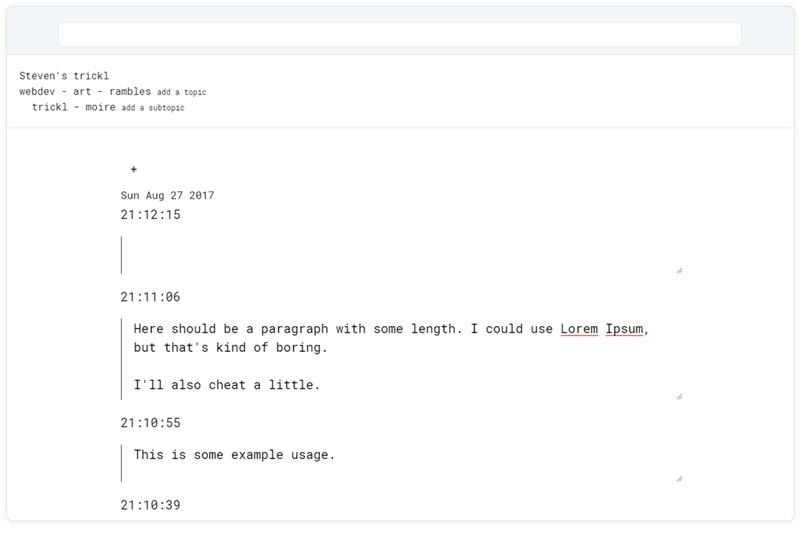 Steven's trickl
webdev - art - rambles add a topic
trickl - moire add a subtopic
+
Sun Aug 27 2017
21:12:15
21:11:06
Here should be a paragraph with some length. I could use Lorem Ipsum,
but that's kind of boring.
I'll also cheat a little.
21:10:55
This is some example usage.
21:10:39